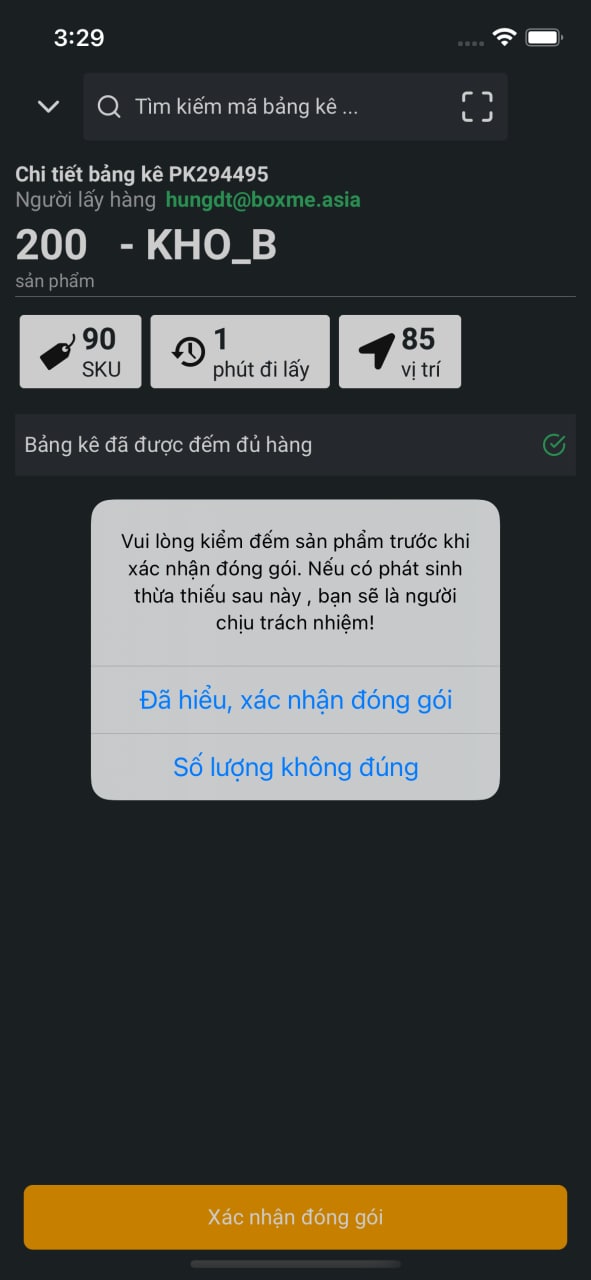 3:29
Tìm kiếm mã bảng kê ...
Chi tiết bảng kê PK294495
Người lấy hàng hungdt@boxme.asia
200 - KHO_B
sản phẩm
90
SKU
1
phút đi lấy
85
vị trí
Bảng kê đã được đếm đủ hàng
Vui lòng kiểm đếm sản phẩm trước khi
xác nhận đóng gói. Nếu có phát sinh
thừa thiếu sau này , bạn sẽ là người
chịu trách nhiệm!
Đã hiểu, xác nhận đóng gói
Số lượng không đúng
Xác nhận đóng gói